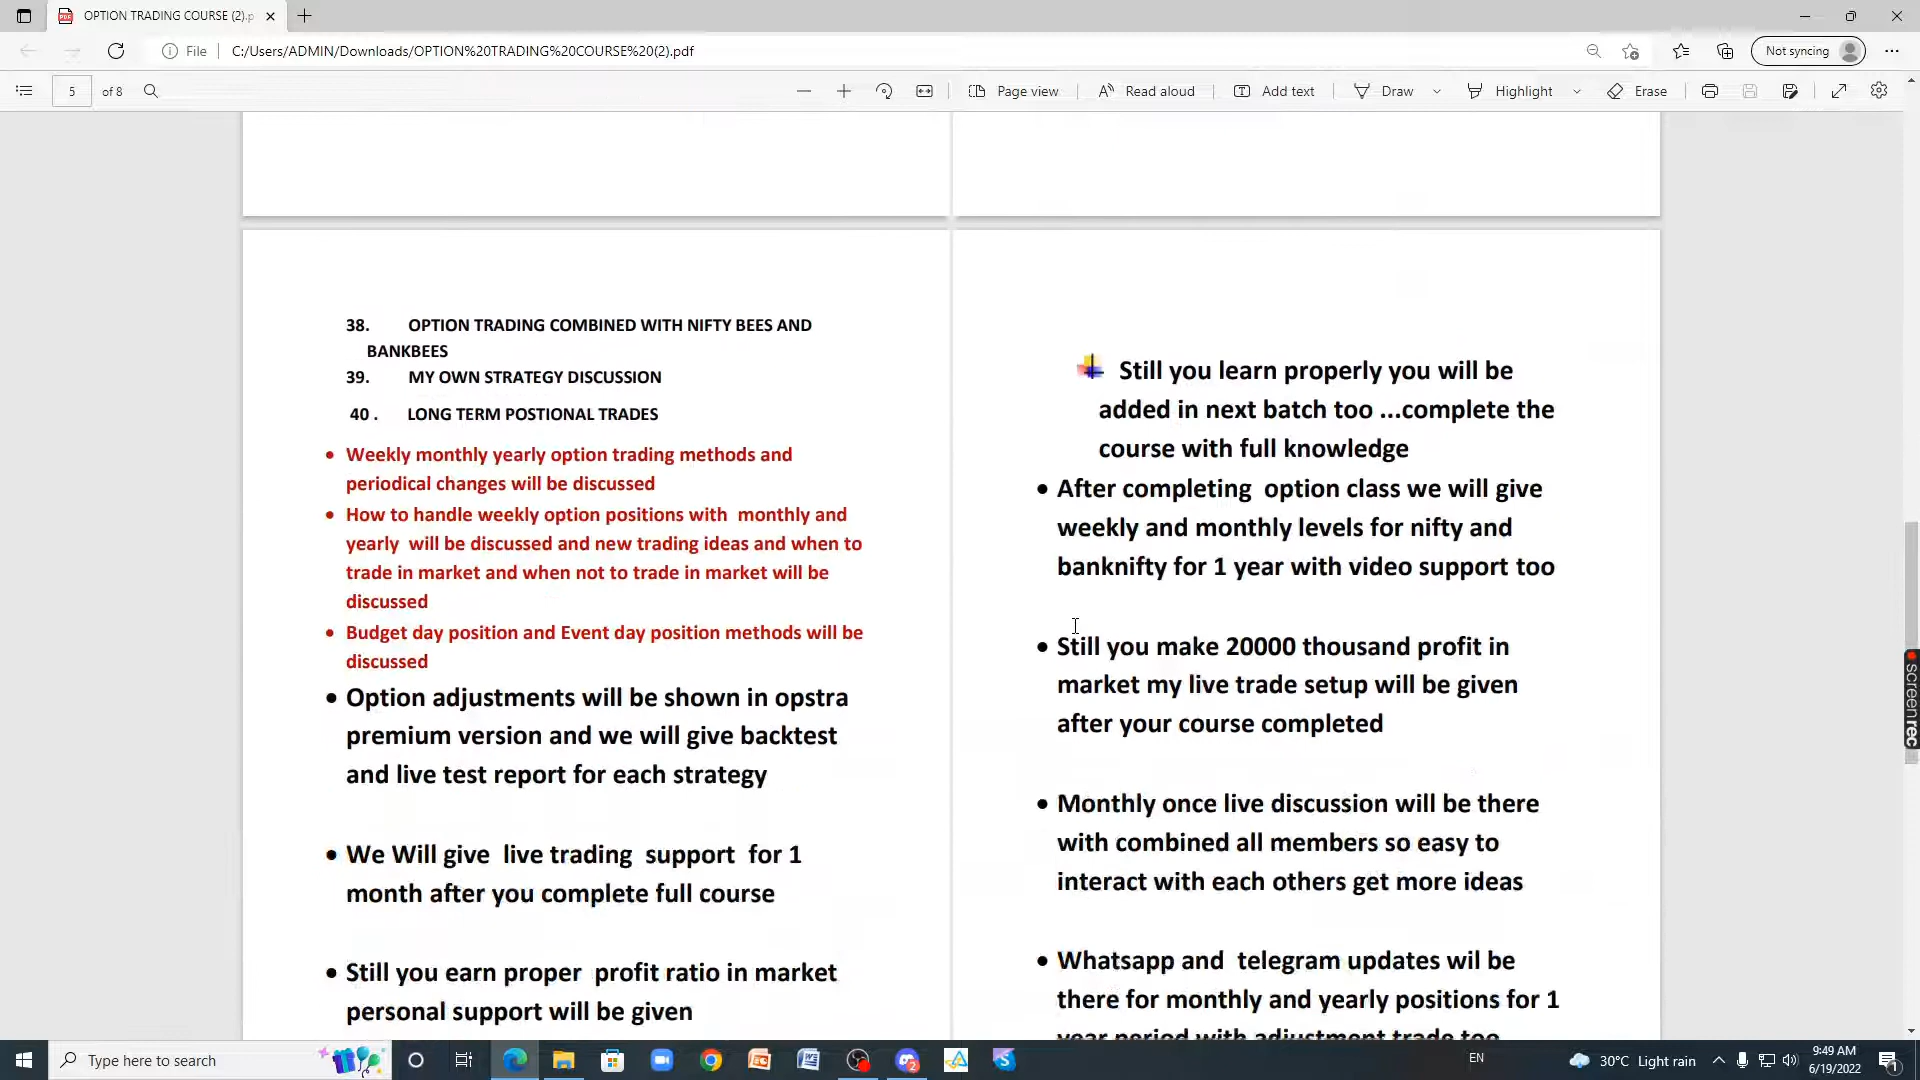 OPTION TRADING COURSE (2).p
File
C:/Users/ADMIN/Downloads/OPTION%20TRADING%20COURSE%20(2).pdf
Not syncing
5 of 8
Page view
Read aloud
Add text
Draw
Highlight
Erase
38. OPTION TRADING COMBINED WITH NIFTY BEES AND
BANKBEES
39. MY OWN STRATEGY DISCUSSION
40 . LONG TERM POSTIONAL TRADES
• Weekly monthly yearly option trading methods and
periodical changes will be discussed
• How to handle weekly option positions with monthly and
yearly will be discussed and new trading ideas and when to
trade in market and when not to trade in market will be
discussed
• Budget day position and Event day position methods will be
discussed
• Option adjustments will be shown in opstra
premium version and we will give backtest
and live test report for each strategy
• We Will give live trading support for 1
month after you complete full course
• Still you earn proper profit ratio in market
personal support will be given
Still you learn properly you will be
added in next batch too ...complete the
course with full knowledge
• After completing option class we will give
weekly and monthly levels for nifty and
banknifty for 1 year with video support too
• Still you make 20000 thousand profit in
market my live trade setup will be given
after your course completed
• Monthly once live discussion will be there
with combined all members so easy to
interact with each others get more ideas
• Whatsapp and telegram updates wil be
there for monthly and yearly positions for 1
year period with adjustment trade too
screenrec
Type here to search
EN
30°C Light rain
9:49 AM
6/19/2022